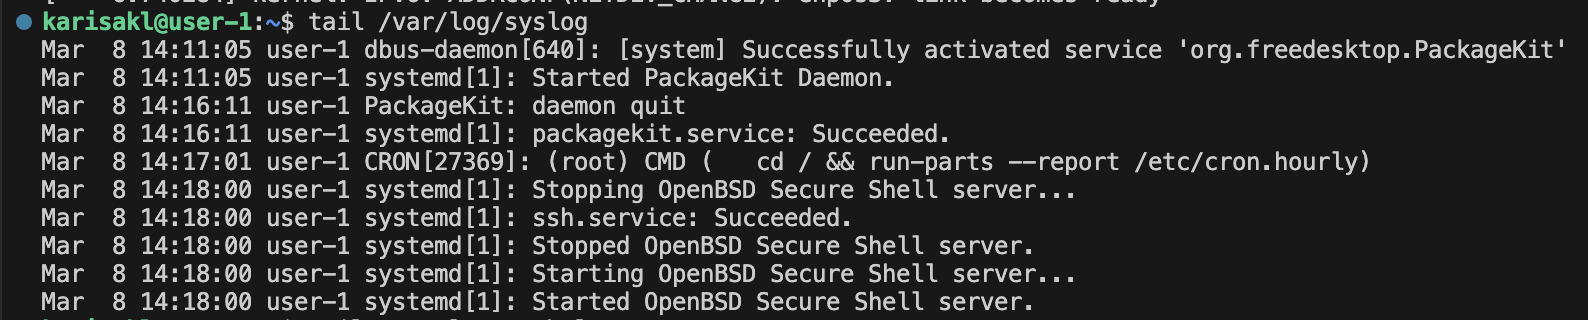 karisakl@user-1:~$ tail /var/log/syslog
Mar  8 14:11:05 user-1 dbus-daemon[640]: [system] Successfully activated service 'org.freedesktop.PackageKit'
Mar  8 14:11:05 user-1 systemd[1]: Started PackageKit Daemon.
Mar  8 14:16:11 user-1 PackageKit: daemon quit
Mar  8 14:16:11 user-1 systemd[1]: packagekit.service: Succeeded.
Mar  8 14:17:01 user-1 CRON[27369]: (root) CMD (   cd / && run-parts --report /etc/cron.hourly)
Mar  8 14:18:00 user-1 systemd[1]: Stopping OpenBSD Secure Shell server...
Mar  8 14:18:00 user-1 systemd[1]: ssh.service: Succeeded.
Mar  8 14:18:00 user-1 systemd[1]: Stopped OpenBSD Secure Shell server.
Mar  8 14:18:00 user-1 systemd[1]: Starting OpenBSD Secure Shell server...
Mar  8 14:18:00 user-1 systemd[1]: Started OpenBSD Secure Shell server.